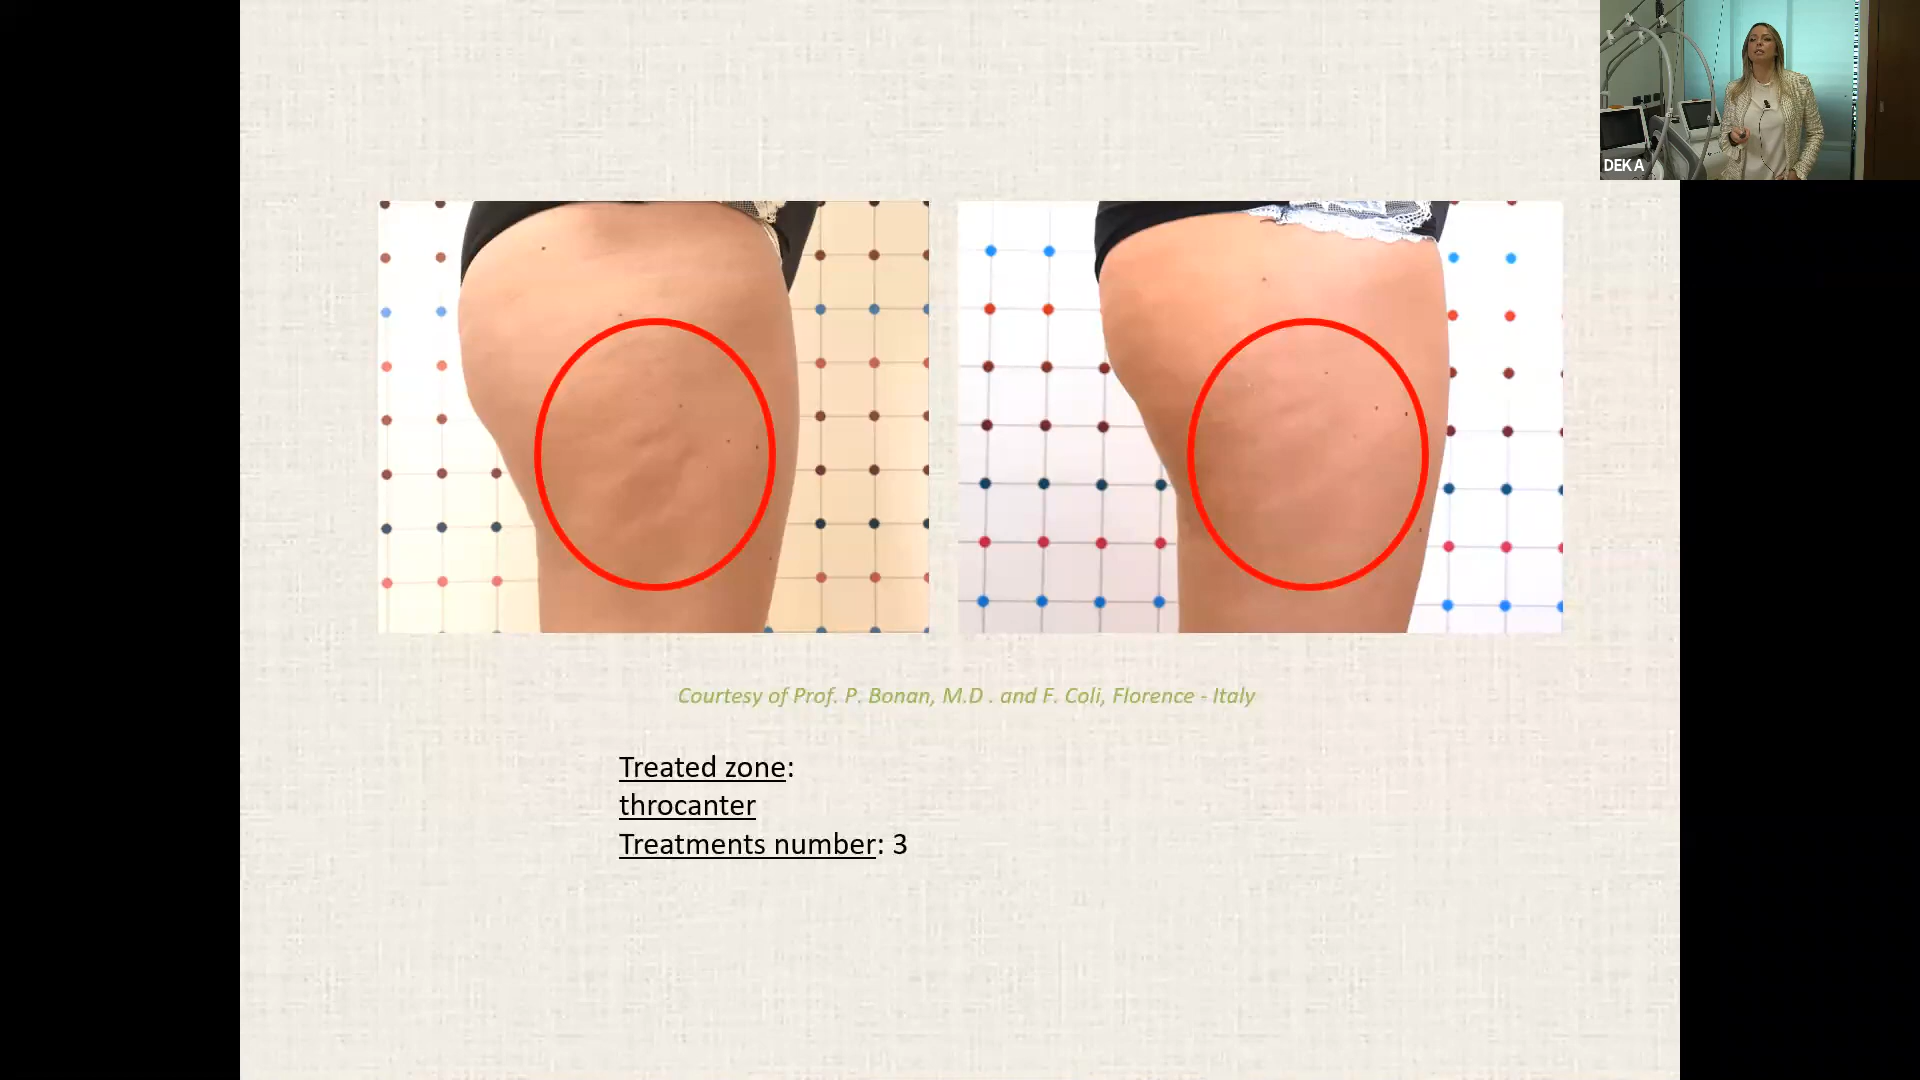 DEKA
Courtesy of Prof. P. Bonan, M.D . and F. Coli, Florence - Italy
Treated zone:
throcanter
Treatments number: 3